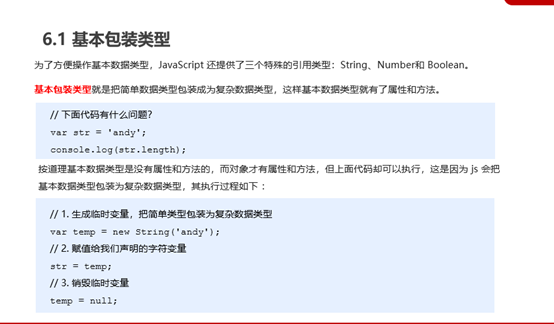 6.1 基本包装类型
为了方便操作基本数据类型，JavaScript 还提供了三个特殊的引用类型：String、Number和 Boolean。
基本包装类型就是把简单数据类型包装成为复杂数据类型，这样基本数据类型就有了属性和方法。
// 下面代码有什么问题？
var str = 'andy';
console.log(str.length);
按道理基本数据类型是没有属性和方法的，而对象才有属性和方法，但上面代码却可以执行，这是因为 js 会把
基本数据类型包装为复杂数据类型，其执行过程如下：
// 1. 生成临时变量，把简单类型包装为复杂数据类型
var temp = new String('andy');
// 2. 赋值给我们声明的字符变量
str = temp;
// 3. 销毁临时变量
temp = null;